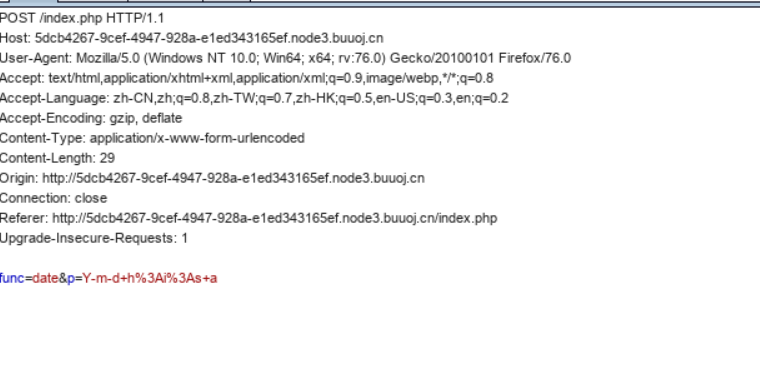 POST /index.php HTTP/1.1
Host: 5dcb4267-9cef-4947-928a-e1ed343165ef.node3.buuoj.cn
User-Agent: Mozilla/5.0 (Windows NT 10.0; Win64; x64; rv:76.0) Gecko/20100101 Firefox/76.0
Accept: text/html,application/xhtml+xml,application/xml;q=0.9,image/webp,*/*;q=0.8
Accept-Language: zh-CN,zh;q=0.8,zh-TW;q=0.7,zh-HK;q=0.5,en-US;q=0.3,en;q=0.2
Accept-Encoding: gzip, deflate
Content-Type: application/x-www-form-urlencoded
Content-Length: 29
Origin: http://5dcb4267-9cef-4947-928a-e1ed343165ef.node3.buuoj.cn
Connection: close
Referer: http://5dcb4267-9cef-4947-928a-e1ed343165ef.node3.buuoj.cn/index.php
Upgrade-Insecure-Requests: 1
func=date&p=Y-m-d+h%3Ai%3As+a